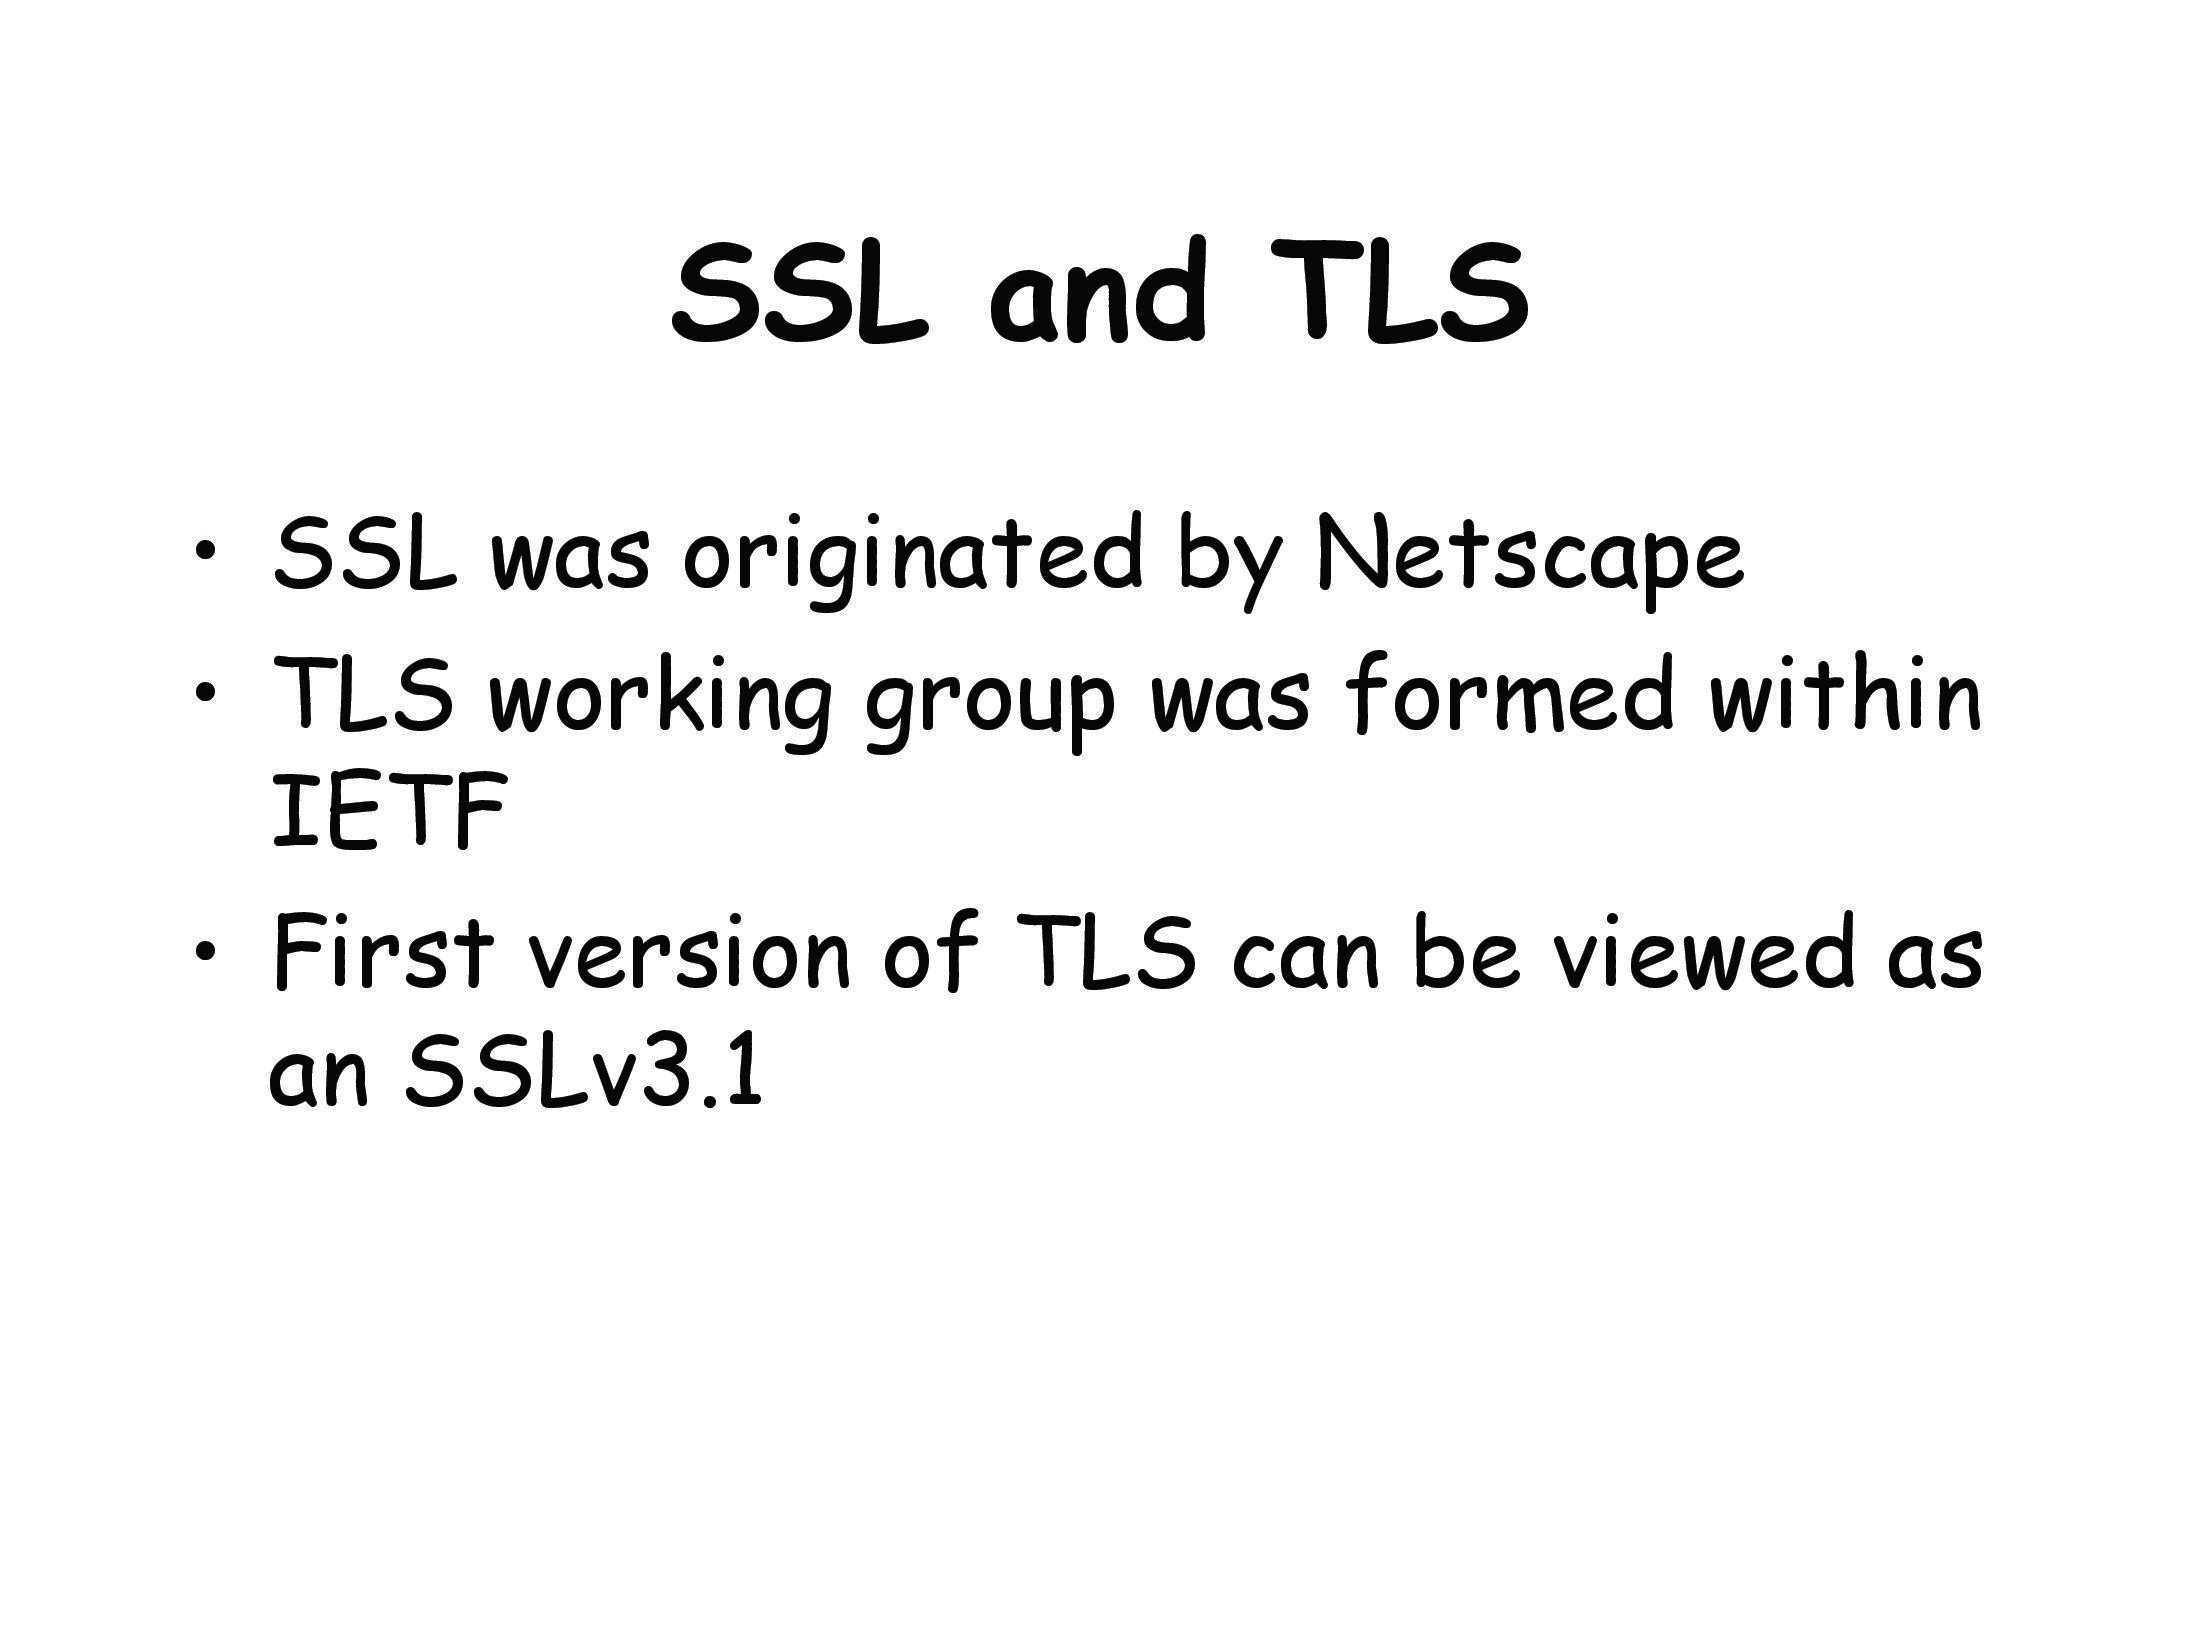 SSL and TLS
• SSL was originated by Netscape
• TLS working group was formed within
IETF
• First version of TLS can be viewed as
an SSLv3.1